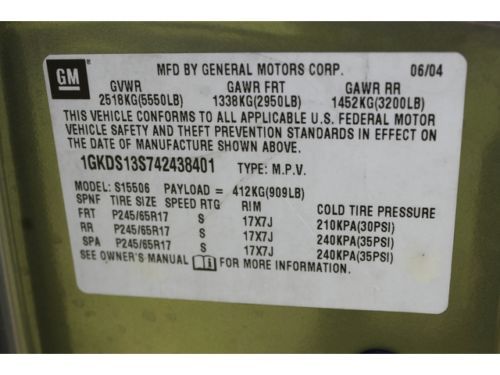 GM
MFD BY GENERAL MOTORS CORP. 06/04
GVWR GAWR FRT GAWR RR
2518KG(5550LB) 1338KG(2950LB) 1452KG(3200LB)
THIS VEHICLE CONFORMS TO ALL APPLICABLE U.S. FEDERAL MOTOR
VEHICLE SAFETY AND THEFT PREVENTION STANDARDS IN EFFECT ON
THE DATE OF MANUFACTURE SHOWN ABOVE.
1GKDS13S742438401 TYPE: M.P.V.
MODEL: S15506 PAYLOAD = 412KG(909LB)
SPNF TIRE SIZE SPEED RTG RIM COLD TIRE PRESSURE
FRT P245/65R17 S 17X7J 210KPA(30PSI)
RR P245/65R17 S 17X7J 240KPA(35PSI)
SPA P245/65R17 S 17X7J 240KPA(35PSI)
SEE OWNER'S MANUAL FOR MORE INFORMATION.